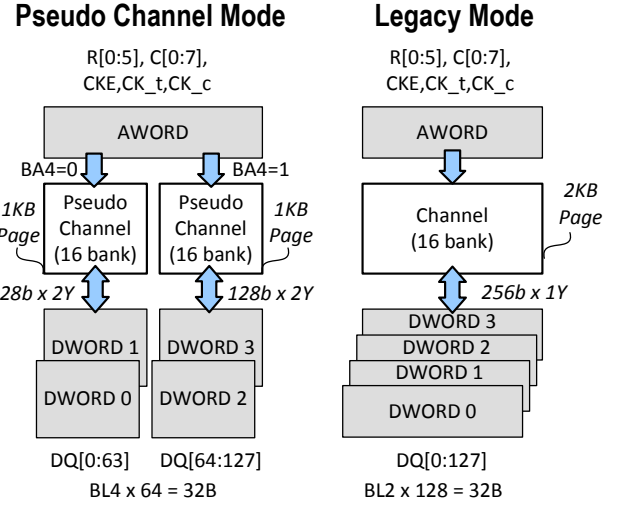 Pseudo Channel Mode
R[0:5], C[0:7],
CKE,CK_t,CK_c
AWORD
BA4=0
BA4=1
1KB
Page
Pseudo
Channel
(16 bank)
Pseudo
Channel
(16 bank)
1KB
Page
28b x 2Y
128b x 2Y
DWORD 1
DWORD 0
DWORD 3
DWORD 2
DQ[0:63]
DQ[64:127]
BL4 x 64 = 32B
Legacy Mode
R[0:5], C[0:7],
CKE,CK_t,CK_c
AWORD
Channel
(16 bank)
2KB
Page
256b x 1Y
DWORD 3
DWORD 2
DWORD 1
DWORD 0
DQ[0:127]
BL2 x 128 = 32B